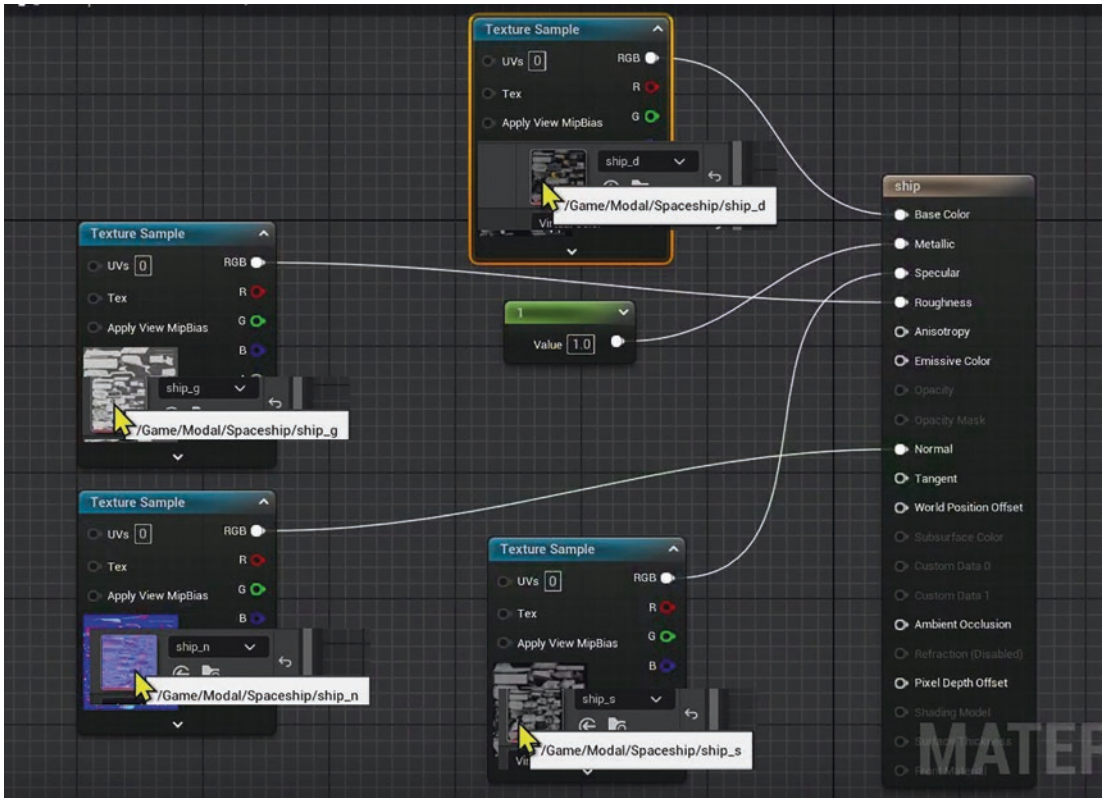 Texture Sample
UVs 0
RGB
Tex
R
Apply View MipBias
G
ship_d
/Game/Modal/Spaceship/ship_d
Texture Sample
UVs 0
RGB
Tex
R
Apply View MipBias
G
B
ship_g
/Game/Modal/Spaceship/ship_g
1
Value 1.0
Texture Sample
UVs 0
RGB
Tex
R
Apply View MipBias
G
B
ship_n
/Game/Modal/Spaceship/ship_n
Texture Sample
UVs 0
RGB
Tex
R
Apply View MipBias
G
B
ship_s
/Game/Modal/Spaceship/ship_s
ship
Base Color
Metallic
Specular
Roughness
Anisotropy
Emissive Color
Opacity
Opacity Mask
Normal
Tangent
World Position Offset
Subsurface Color
Custom Data 0
Custom Data 1
Ambient Occlusion
Refraction (Disabled)
Pixel Depth Offset
Shading Model
Surface Thickness
Front Material
MATER